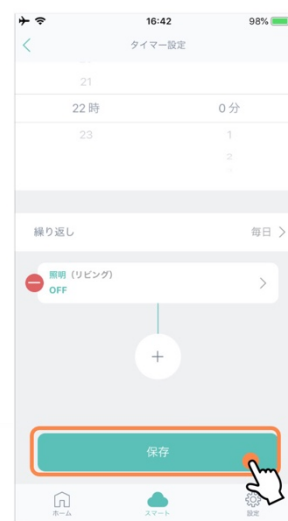 16:42
98%
タイマー設定
21
22 時 0 分
23 1
2
繰り返し 毎日
照明（リビング）
OFF
保存
ホーム スマート 設定